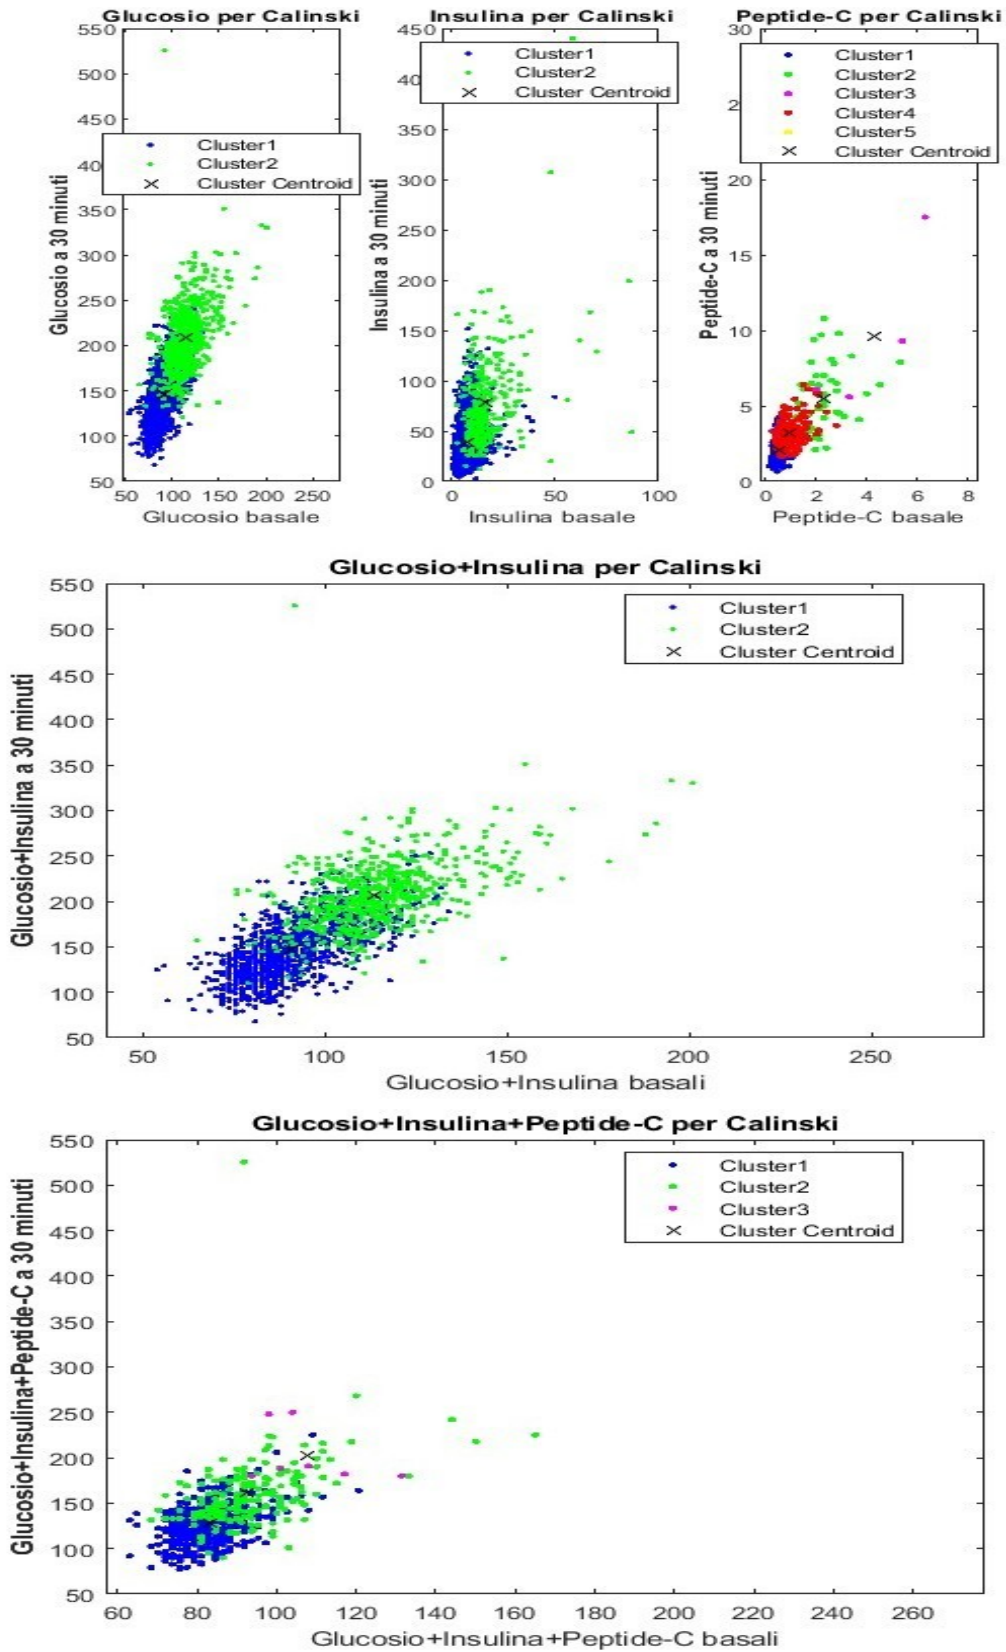 Glucosio per Calinski
550
500
450
40
350
300
250
200
150
100
50
50 100 150 200 250
Glucosio a 30 minuti
Glucosio basale
Cluster1
Cluster2
Cluster Centroid
Insulina per Calinski
450
40
350
300
250
200
150
100
50
0
0 50 100
Insulina a 30 minuti
Insulina basale
Cluster1
Cluster2
Cluster Centroid
Peptide-C per Calinski
30
2
20
15
10
5
0
0 2 4 6 8
Peptide-C a 30 minuti
Peptide-C basale
Cluster1
Cluster2
Cluster3
Cluster4
Cluster5
Cluster Centroid
Glucosio+Insulina per Calinski
550
500
450
400
350
300
250
200
150
100
50
50 100 150 200 250
Glucosio+Insulina a 30 minuti
Glucosio+Insulina basali
Cluster1
Cluster2
Cluster Centroid
Glucosio+Insulina+Peptide-C per Calinski
550
500
450
400
350
300
250
200
150
100
50
60 80 100 120 140 160 180 200 220 240 260
Glucosio+Insulina+Peptide-C a 30 minuti
Glucosio+Insulina+Peptide-C basali
Cluster1
Cluster2
Cluster3
Cluster Centroid